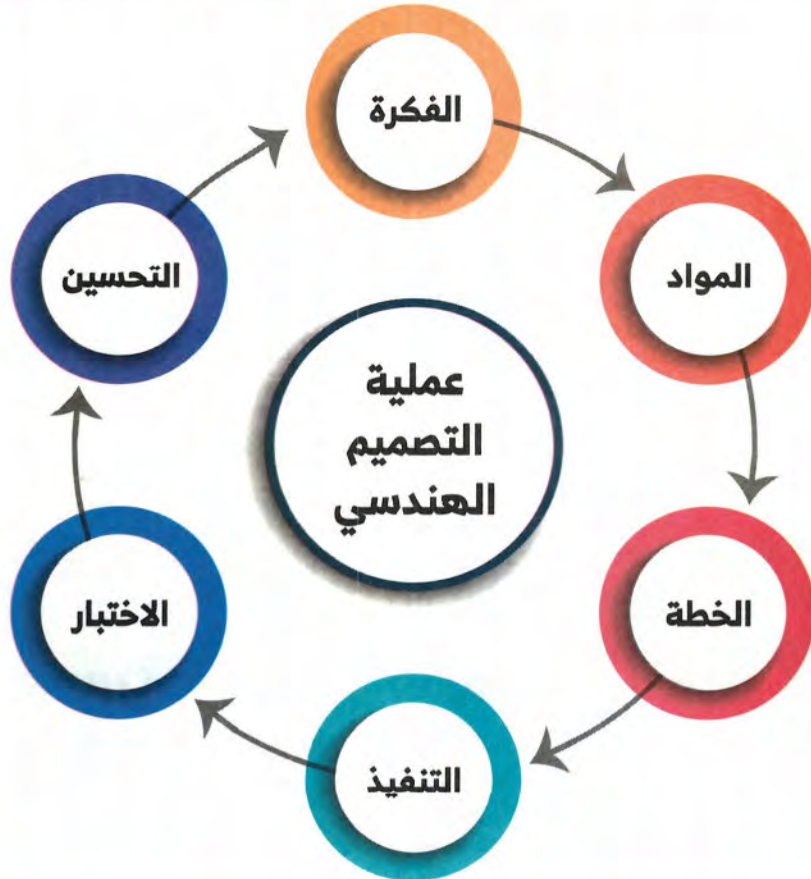 الفكرة
المواد
الخطة
التنفيذ
الاختبار
التحسين
عملية
التصميم
الهندسي